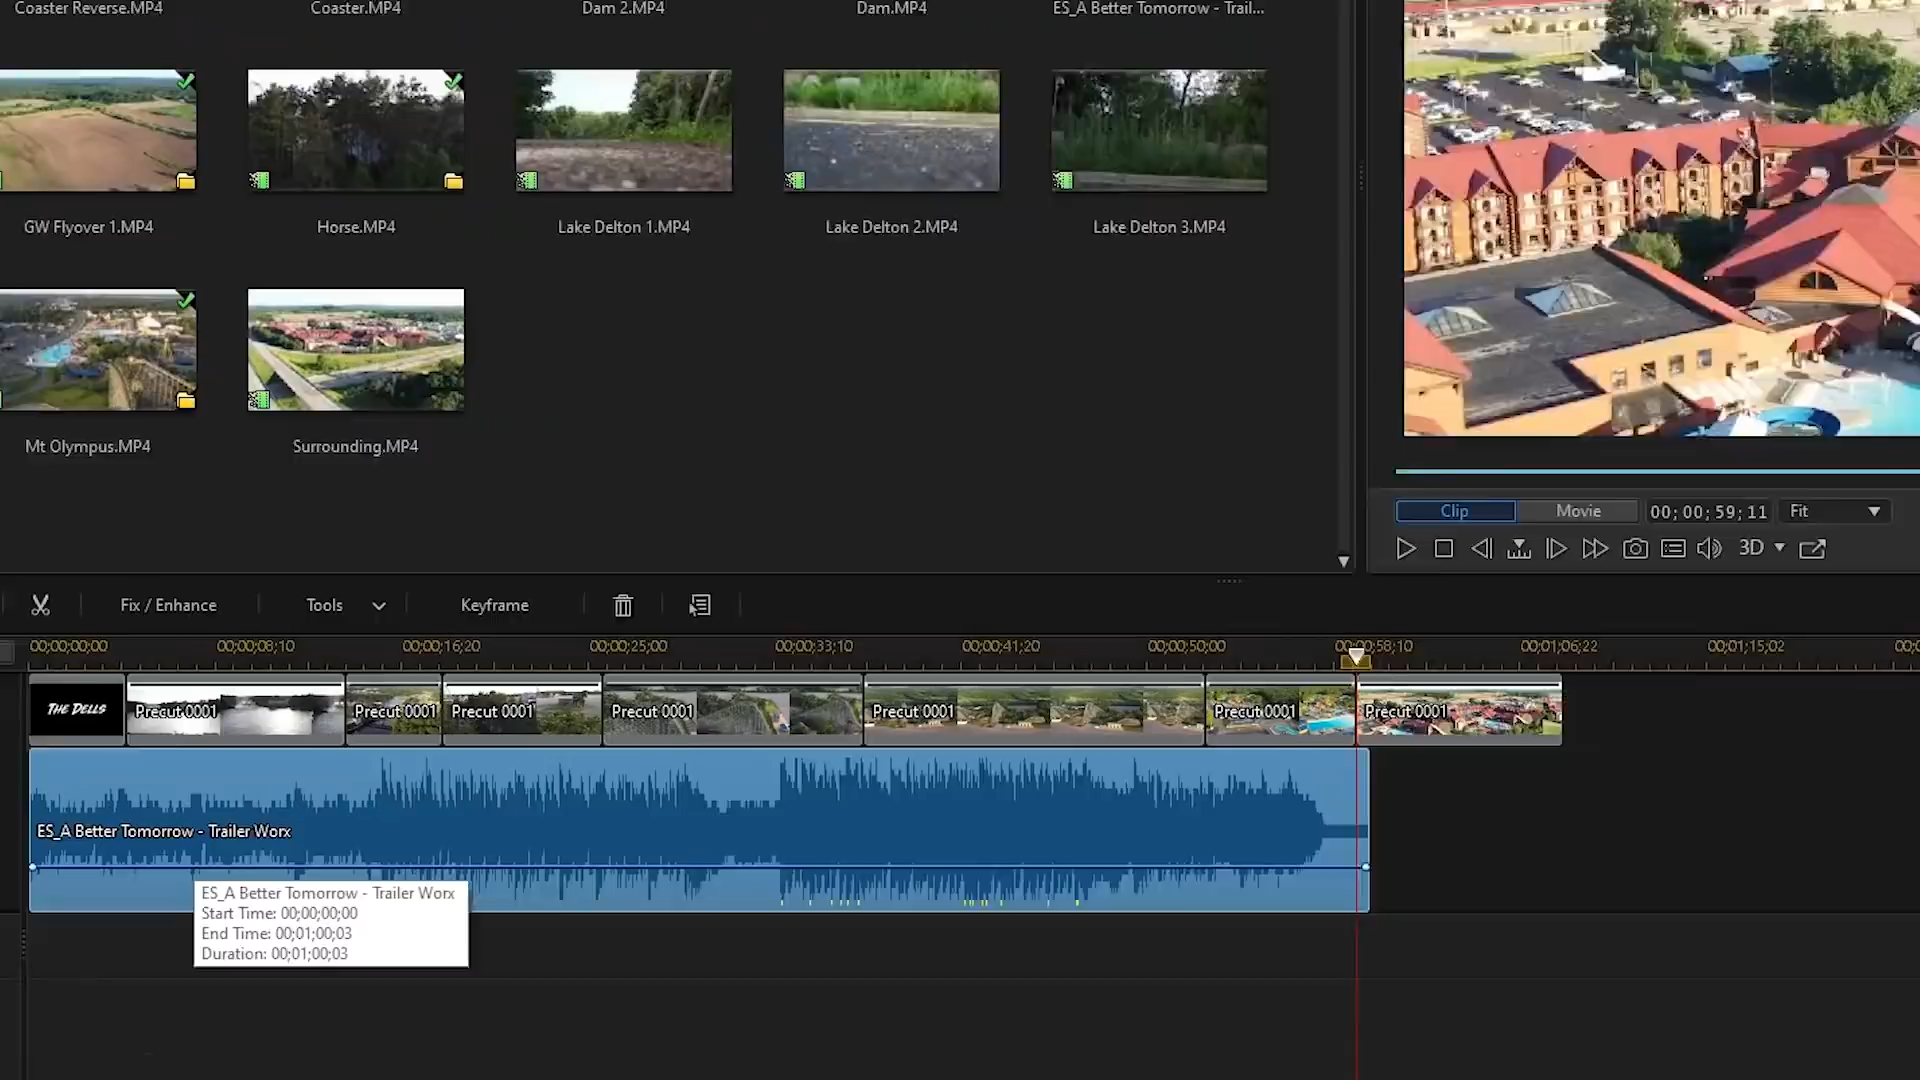 Coaster Reverse.MP4
Coaster.MP4
Dam 2.MP4
Dam.MP4
ES_A Better Tomorrow - Trail...
GW Flyover 1.MP4
Horse.MP4
Lake Delton 1.MP4
Lake Delton 2.MP4
Lake Delton 3.MP4
Mt Olympus.MP4
Surrounding.MP4
Clip
Movie
00; 00; 59; 11
Fit
3D
Fix / Enhance
Tools
Keyframe
00;00;00;00
00;00;08;10
00;00;16;20
00;00;25;00
00;00;33;10
00;00;41;20
00;00;50;00
00;00;58;10
00;01;06;22
00;01;15;02
THE DELLS
Precut 0001
Precut 0001
Precut 0001
Precut 0001
Precut 0001
Precut 0001
Precut 0001
ES_A Better Tomorrow - Trailer Worx
ES_A Better Tomorrow - Trailer Worx
Start Time: 00;00;00;00
End Time: 00;01;00;03
Duration: 00;01;00;03